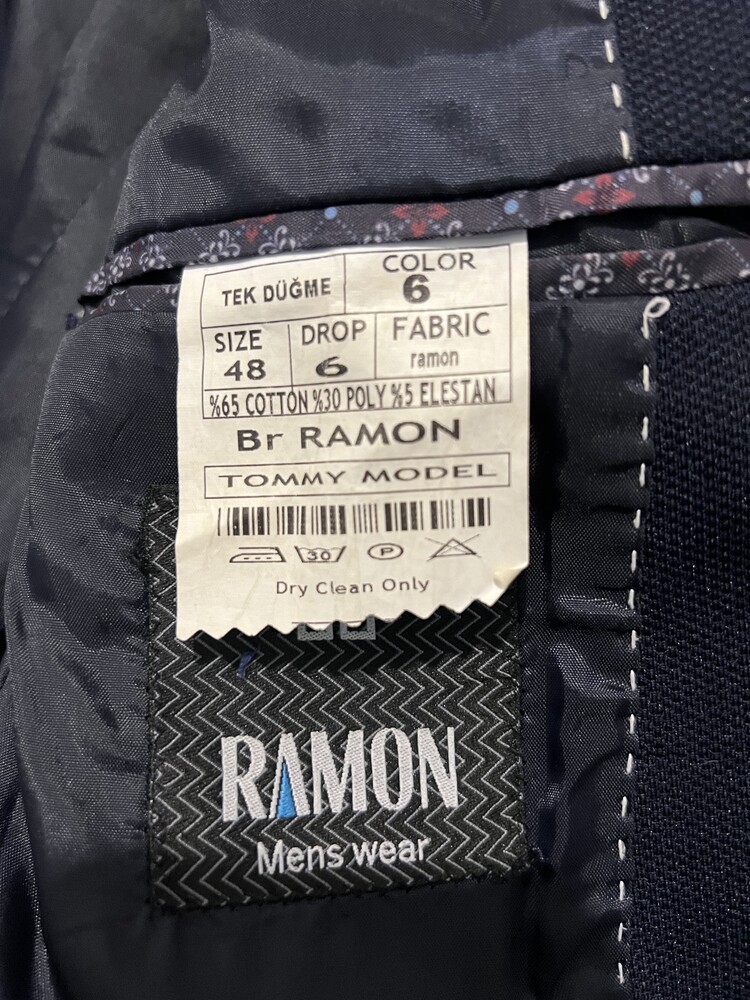 TEK DÜĞME
COLOR
6
SIZE
48
DROP
6
FABRIC
ramon
%65 COTTON %30 POLY %5 ELESTAN
Br RAMON
TOMMY MODEL
30 P
Dry Clean Only
RAMON
Mens wear